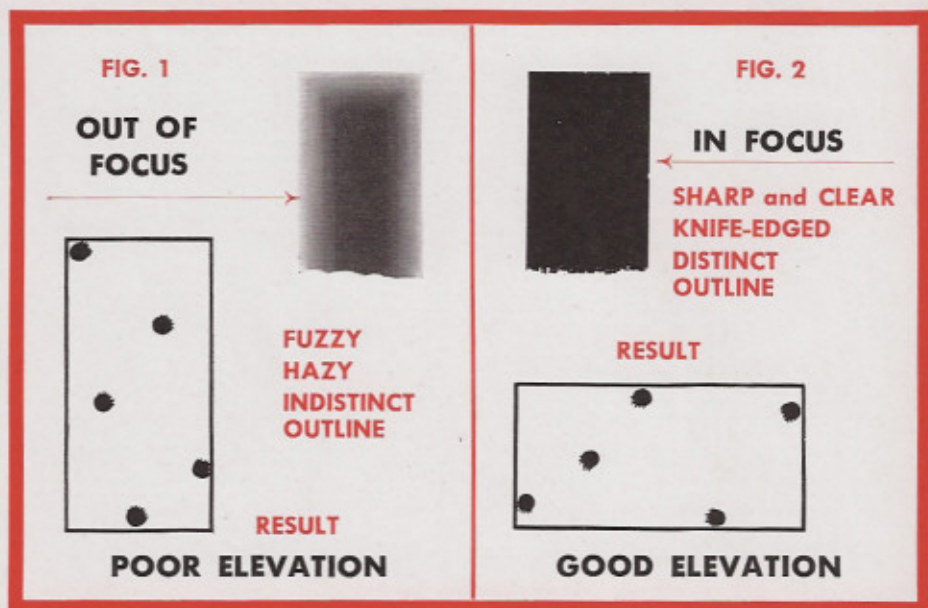 FIG. 1
OUT OF
FOCUS
FUZZY
HAZY
INDISTINCT
OUTLINE
RESULT
POOR ELEVATION
FIG. 2
IN FOCUS
SHARP and CLEAR
KNIFE-EDGED
DISTINCT
OUTLINE
RESULT
GOOD ELEVATION